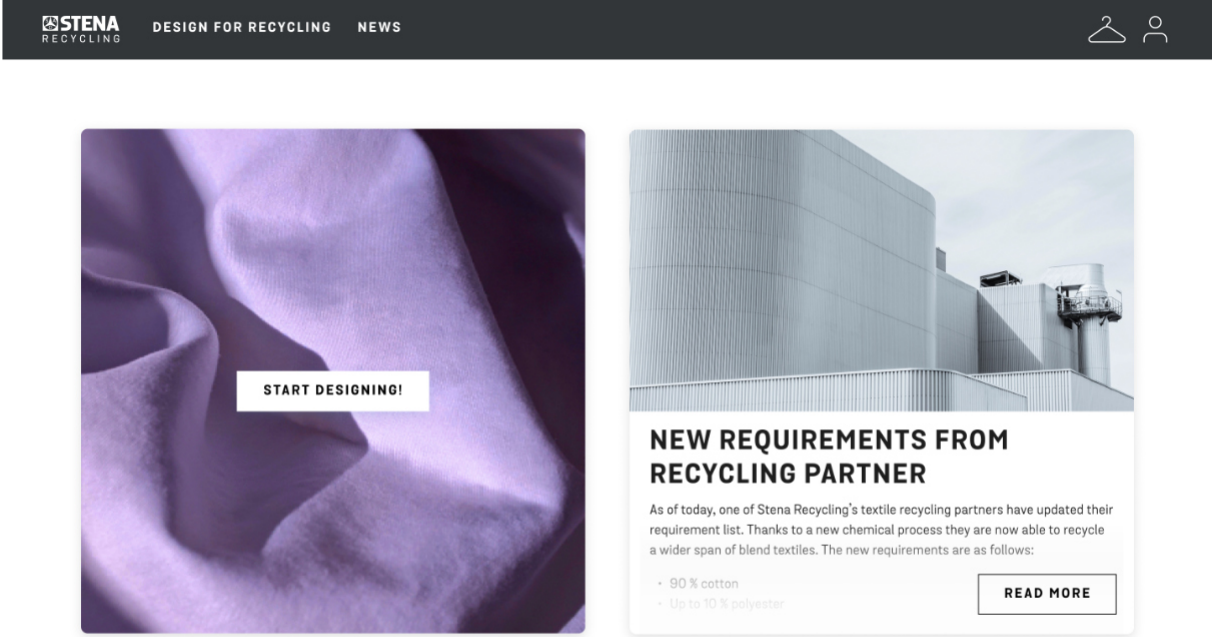 STENA
RECYCLING
DESIGN FOR RECYCLING
NEWS
START DESIGNING!
NEW REQUIREMENTS FROM
RECYCLING PARTNER
As of today, one of Stena Recycling's textile recycling partners have updated their
requirement list. Thanks to a new chemical process they are now able to recycle
a wider span of blend textiles. The new requirements are as follows:
• 90 % cotton
• Up to 10 % polyester
READ MORE